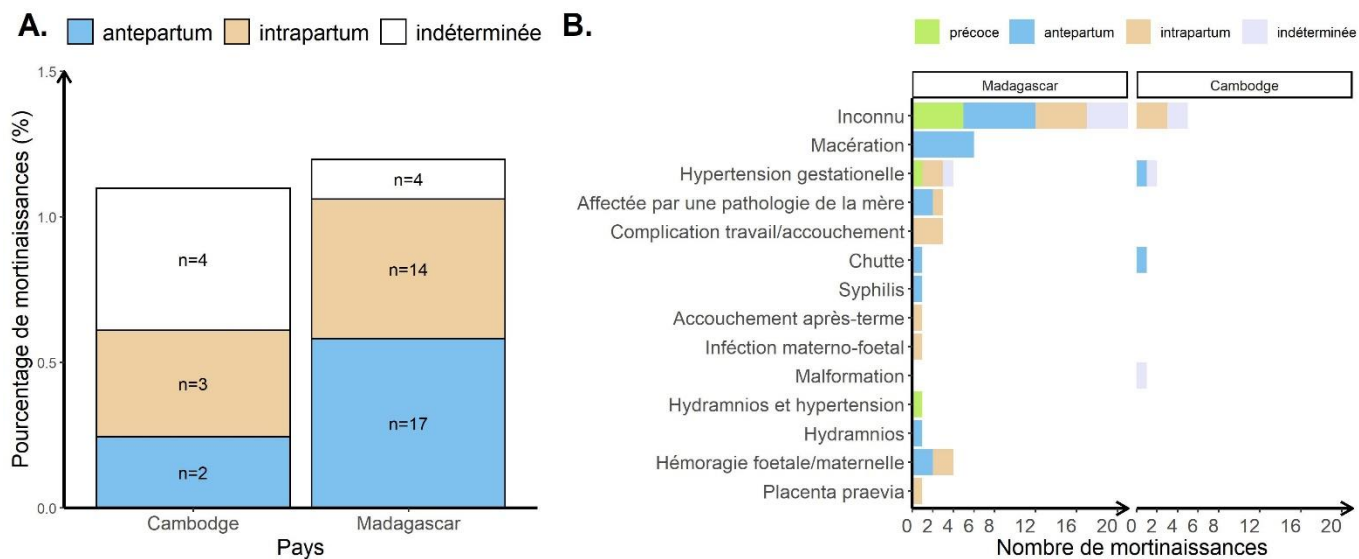 A.
antepartum
intrapartum
indéterminée
Pourcentage de mortinaissances (%)
1.5
1.0
0.5
0.0
n=4
n=3
n=2
n=4
n=14
n=17
Cambodge
Madagascar
Pays
B.
précoce
antepartum
intrapartum
indéterminée
Madagascar
Cambodge
Inconnu
Macération
Hypertension gestationelle
Affectée par une pathologie de la mère
Complication travail/accouchement
Chutte
Syphilis
Accouchement après-terme
Inféction materno-foetal
Malformation
Hydramnios et hypertension
Hydramnios
Hémoragie foetale/maternelle
Placenta praevia
0 2 4 6 8 12 16 20
0 2 4 6 8 12 16 20
Nombre de mortinaissances